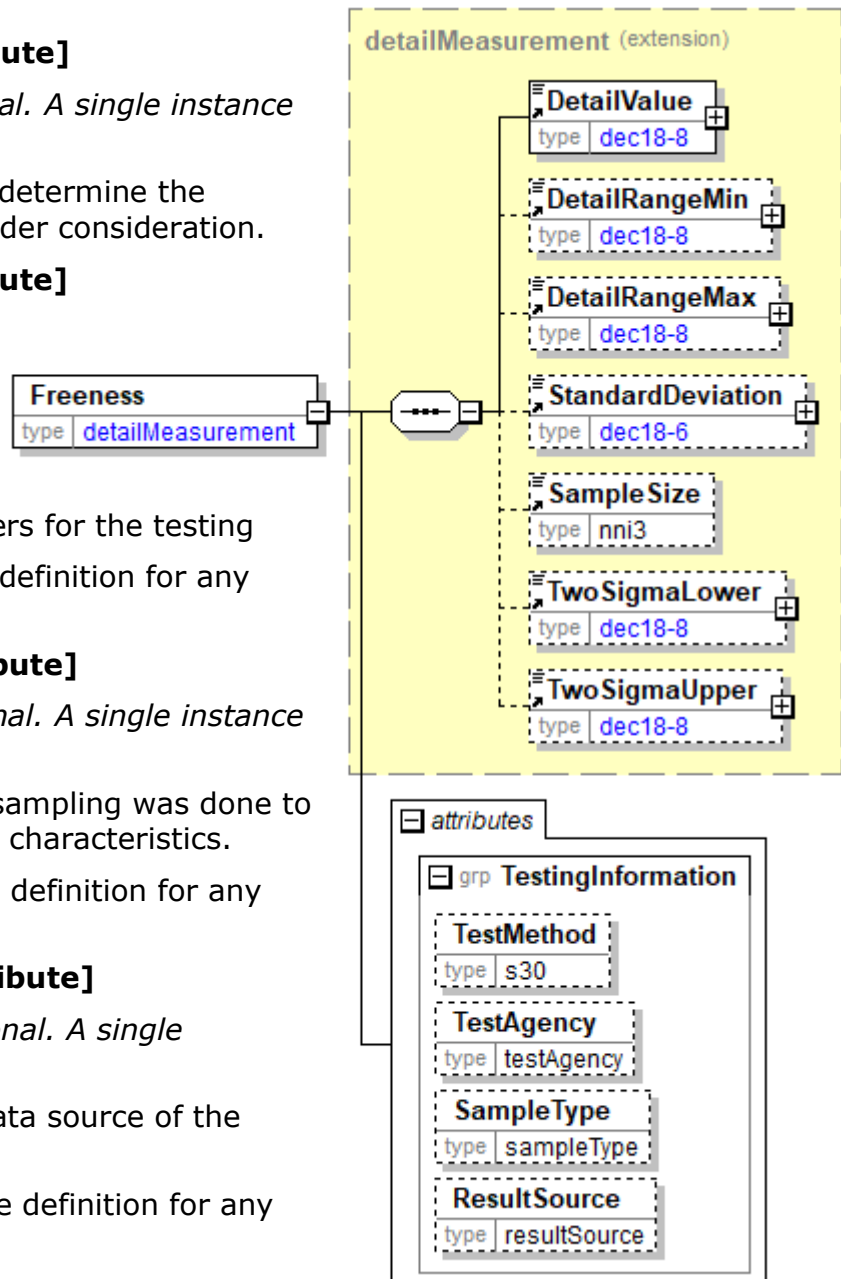 ute]
al. A single instance
determine the
der consideration.
ute]
ers for the testing
definition for any
bute]
nal. A single instance
sampling was done to
characteristics.
definition for any
ibute]
onal. A single
ata source of the
e definition for any
Freeness
type detailMeasurement
detailMeasurement (extension)
DetailValue
type dec18-8
DetailRangeMin
type dec18-8
DetailRangeMax
type dec18-8
StandardDeviation
type dec18-6
SampleSize
type nni3
TwoSigmaLower
type dec18-8
TwoSigmaUpper
type dec18-8
attributes
grp TestingInformation
TestMethod
type s30
TestAgency
type testAgency
SampleType
type sampleType
ResultSource
type resultSource